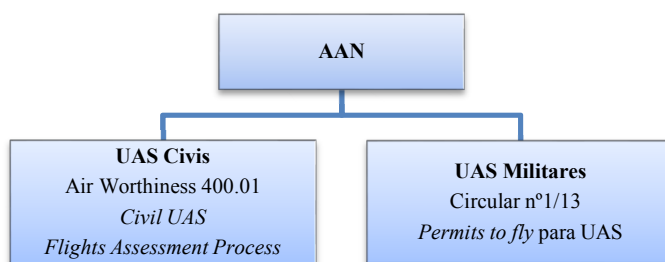 AAN
UAS Civis
Air Worthiness 400.01
Civil UAS
Flights Assessment Process
UAS Militares
Circular nº1/13
Permits to fly para UAS